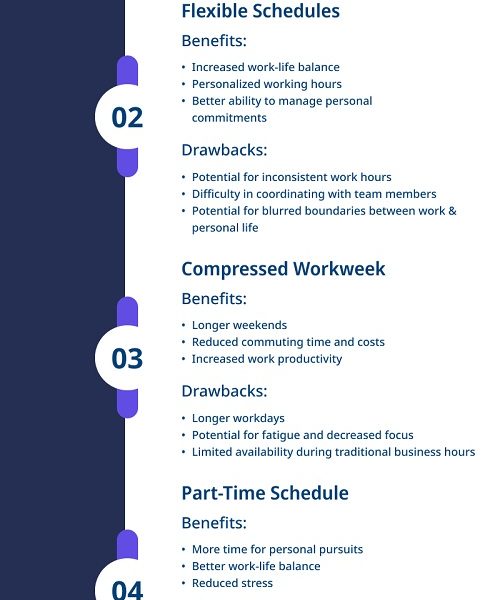 Flexible Schedules
Benefits:
• Increased work-life balance
• Personalized working hours
• Better ability to manage personal
commitments
02
Drawbacks:
• Potential for inconsistent work hours
• Difficulty in coordinating with team members
• Potential for blurred boundaries between work &
personal life
Compressed Workweek
Benefits:
• Longer weekends
• Reduced commuting time and costs
• Increased work productivity
03
Drawbacks:
• Longer workdays
• Potential for fatigue and decreased focus
• Limited availability during traditional business hours
Part-Time Schedule
Benefits:
• More time for personal pursuits
• Better work-life balance
• Reduced stress
04